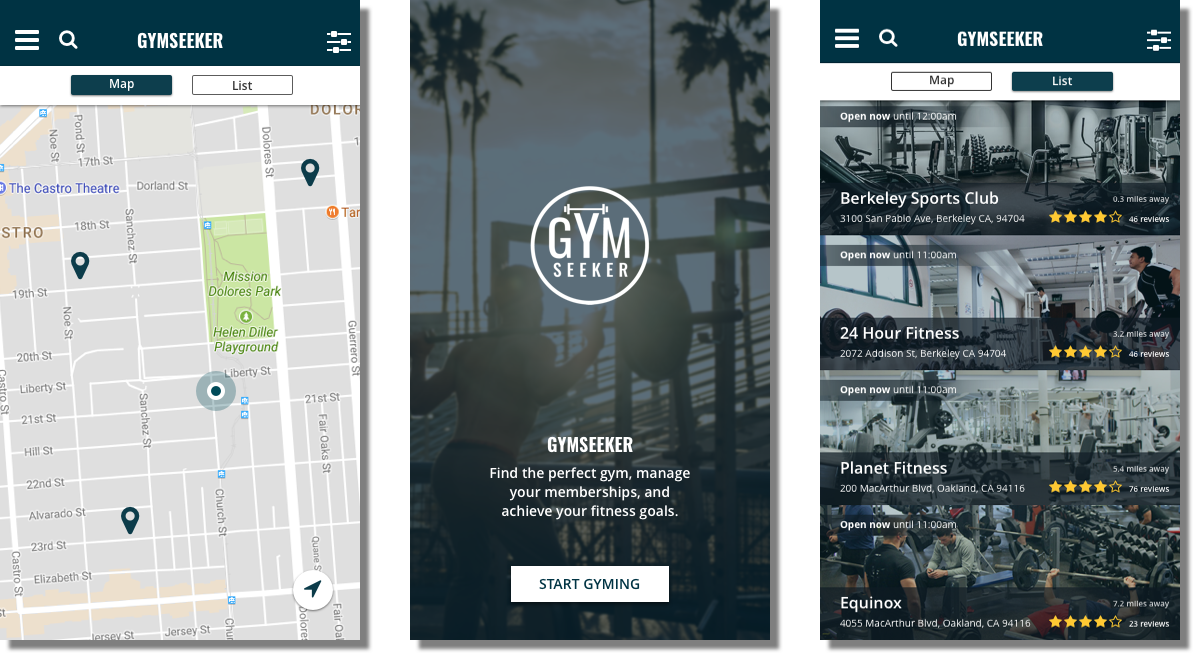 GYMSEEKER
Map
List
DOLOR
Noe St
Pond St
Dolores St
17th St
The Castro Theatre
Dorland St
Tar
Sanchez St
STRO
18th St
Mission
Dolores Park
19th St
Noe St
Helen Diller
Playground
Guerrero St
20th St
Liberty St
Liberty St
Castro St
21st St
21st St
Sanchez St
Fair Oaks St
Hill St
22nd St
Church St
Alvarado St
23rd St
Quane S
Castro St
Elizabeth St
Fair
Dolores
Jersey St
Jersey St
Chu
GYM
SEEKER
GYMSEEKER
Find the perfect gym, manage
your memberships, and
achieve your fitness goals.
START GYMING
GYMSEEKER
Map
List
Open now until 12:00am
Berkeley Sports Club
0.3 miles away
3100 San Pablo Ave, Berkeley CA, 94704
46 reviews
Open now until 11:00am
24 Hour Fitness
3.2 miles away
2072 Addison St, Berkeley CA 94704
46 reviews
Open now until 11:00am
Planet Fitness
5.4 miles away
200 MacArthur Blvd, Oakland, CA 94116
76 reviews
Open now until 11:00am
Equinox
7.2 miles away
4055 MacArthur Blvd, Oakland, CA 94116
23 reviews